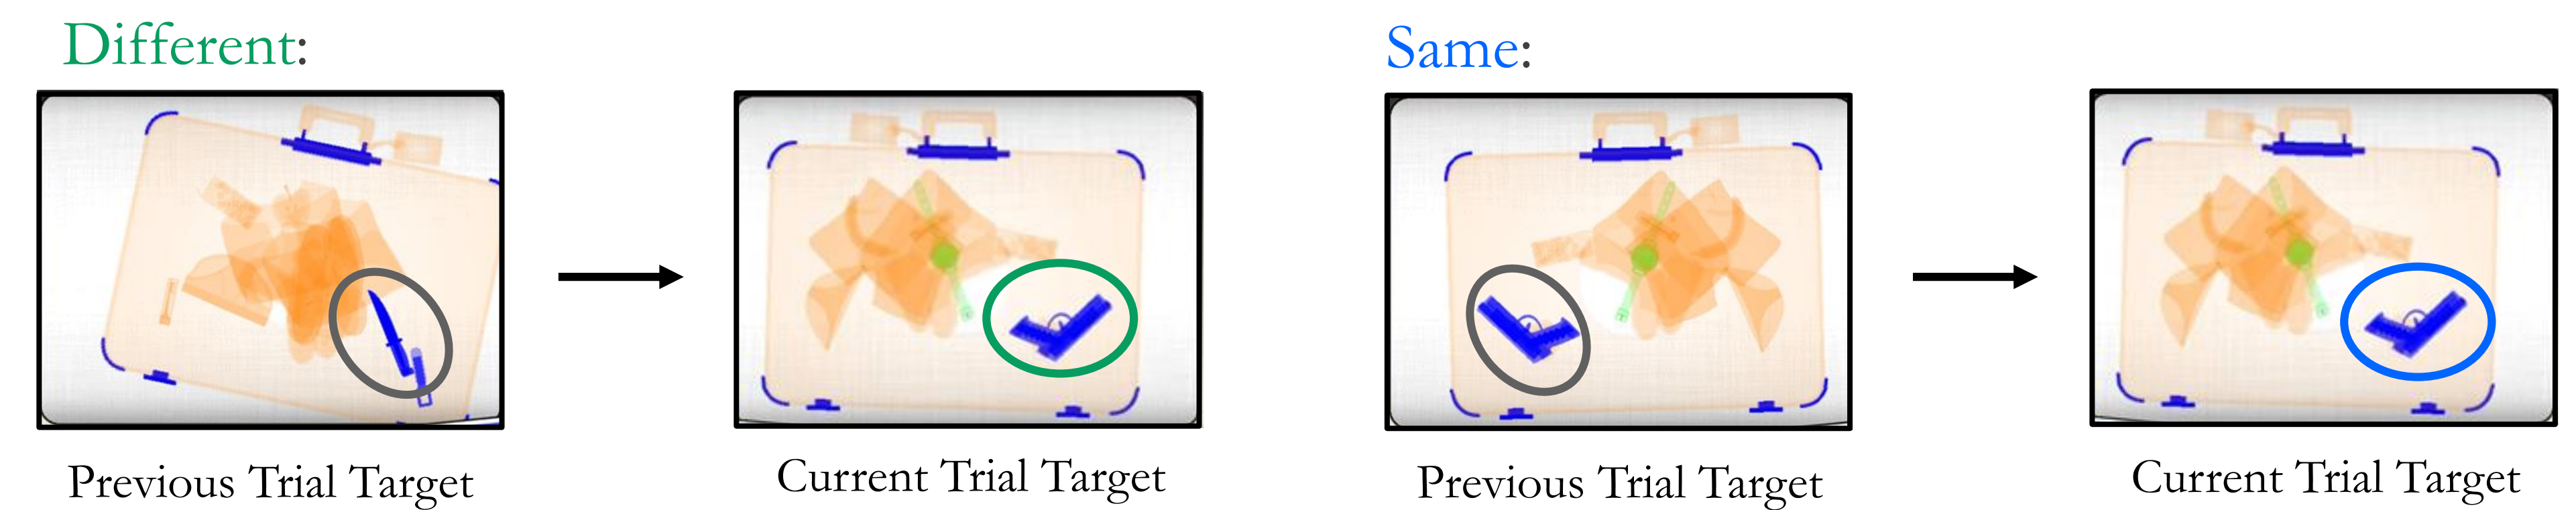 Different:
Same:
Previous Trial Target
Current Trial Target
Previous Trial Target
Current Trial Target